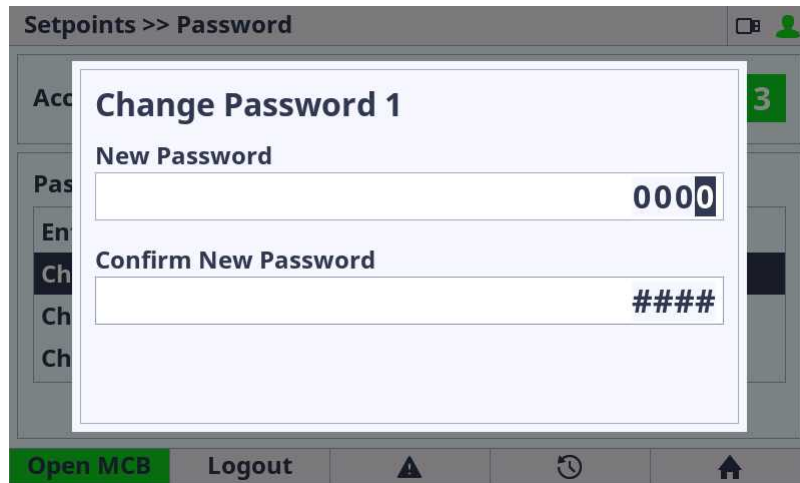 Setpoints >> Password
Acc 3
Change Password 1
New Password
0000
Pas
Ent
Confirm New Password
Ch
####
Ch
Ch
Open MCB Logout